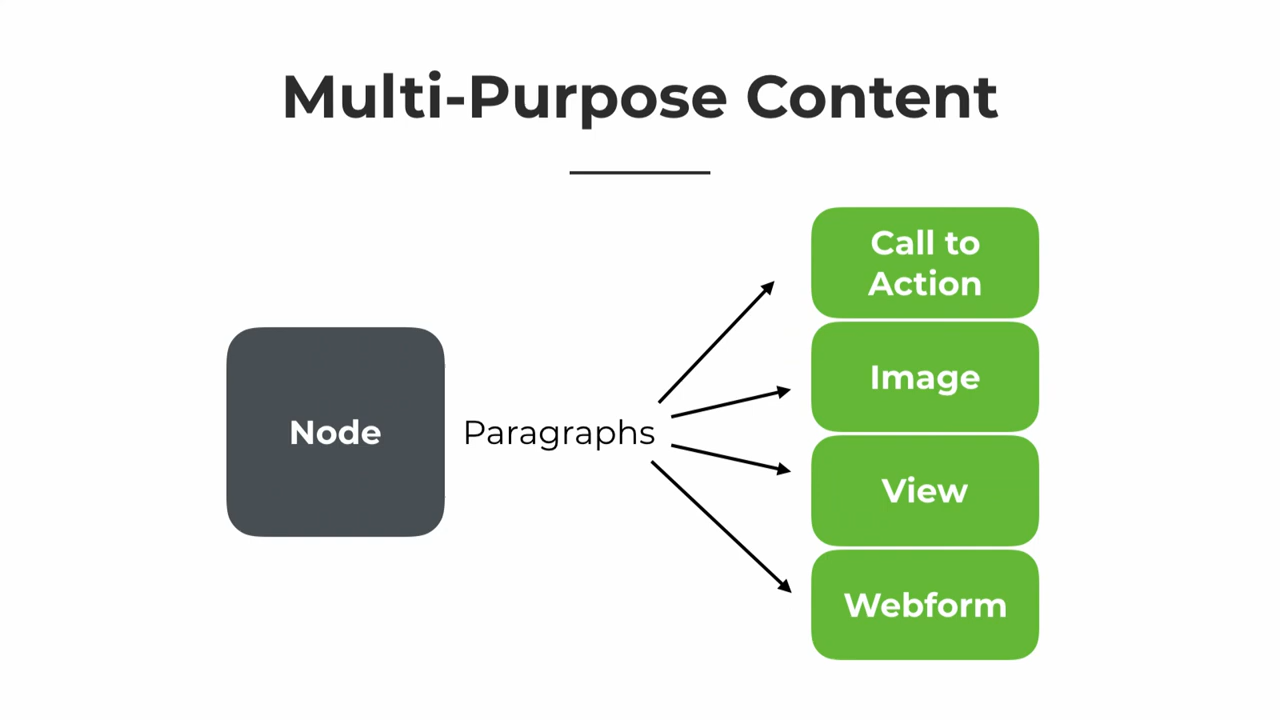 Multi-Purpose Content
Node
Paragraphs
Call to
Action
Image
View
Webform